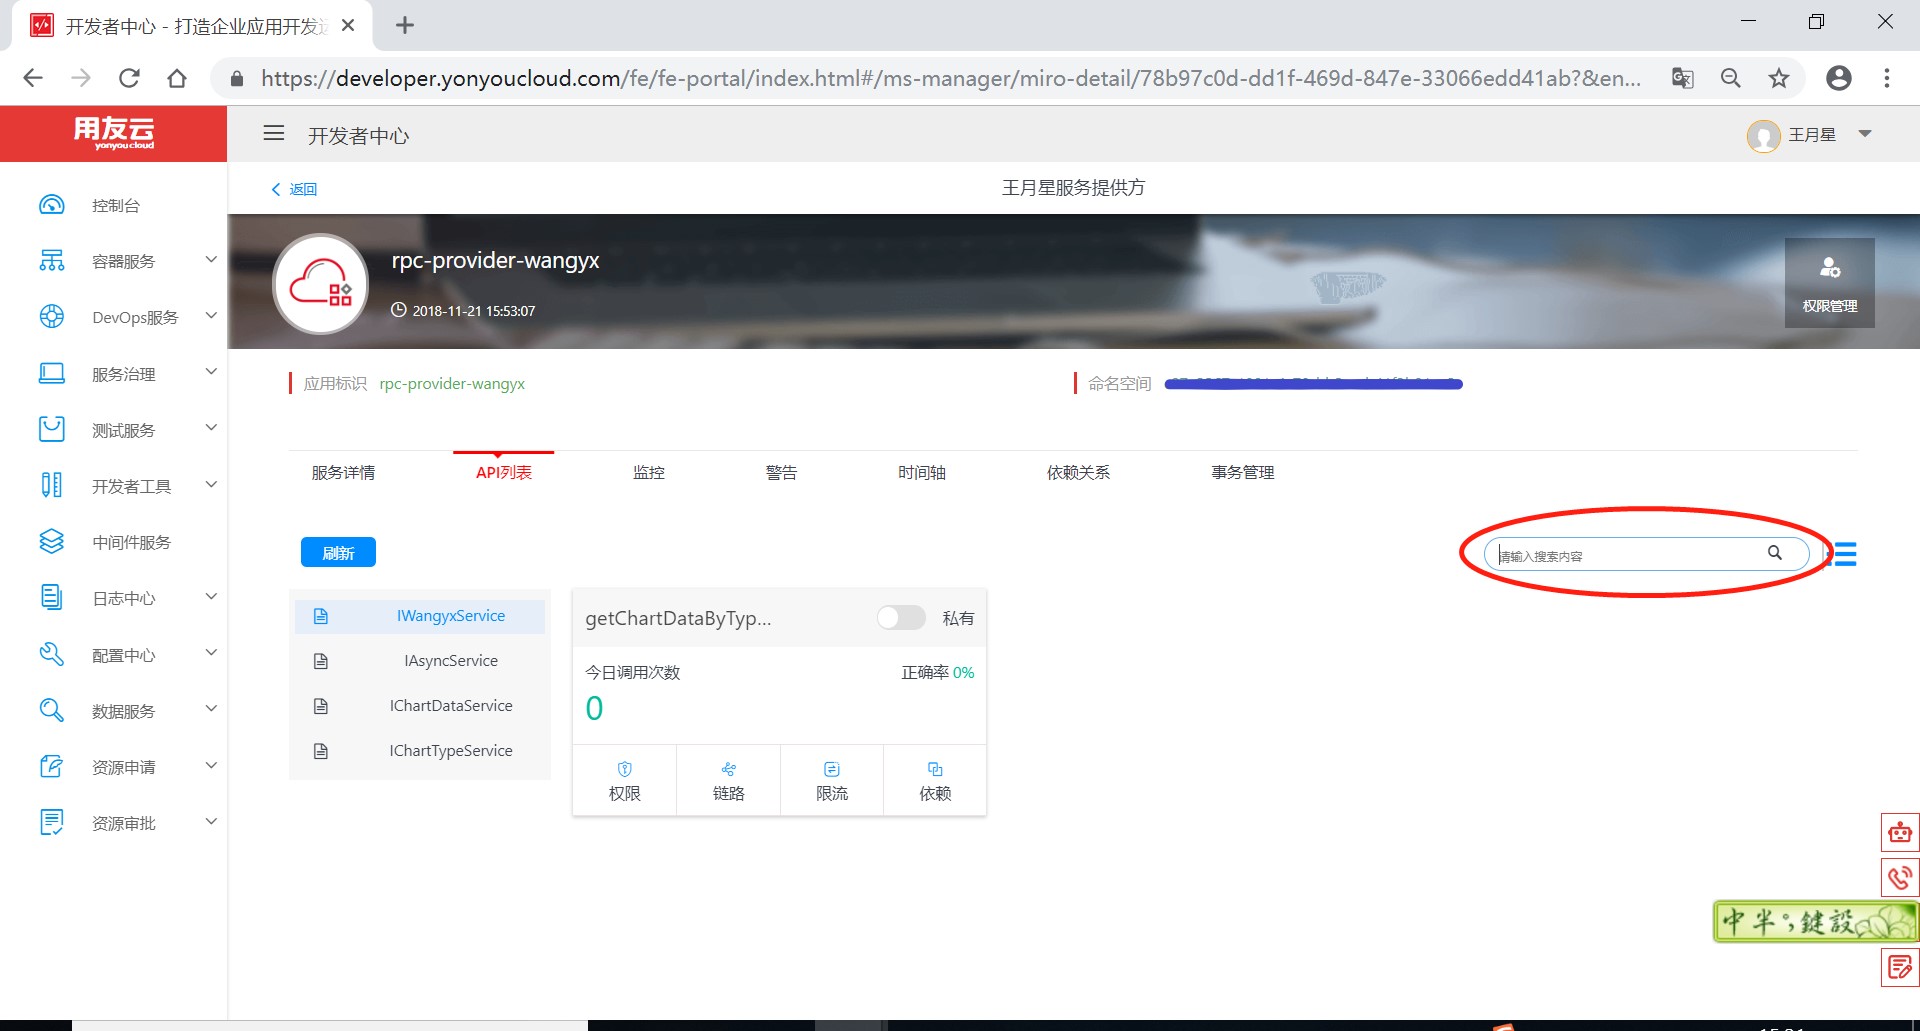 开发者中心 - 打造企业应用开发运
https://developer.yonyoucloud.com/fe/fe-portal/index.html#/ms-manager/miro-detail/78b97c0d-dd1f-469d-847e-33066edd41ab?&en...
用友云
yonyou cloud
开发者中心
王月星
控制台
容器服务
DevOps服务
服务治理
测试服务
开发者工具
中间件服务
日志中心
配置中心
数据服务
资源申请
资源审批
返回
王月星服务提供方
rpc-provider-wangyx
2018-11-21 15:53:07
权限管理
应用标识 rpc-provider-wangyx
命名空间
服务详情 API列表 监控 警告 时间轴 依赖关系 事务管理
刷新
请输入搜索内容
IWangyxService
IAsyncService
IChartDataService
IChartTypeService
getChartDataByTyp... 私有
今日调用次数 正确率 0%
0
权限 链路 限流 依赖
中半°,鍵設